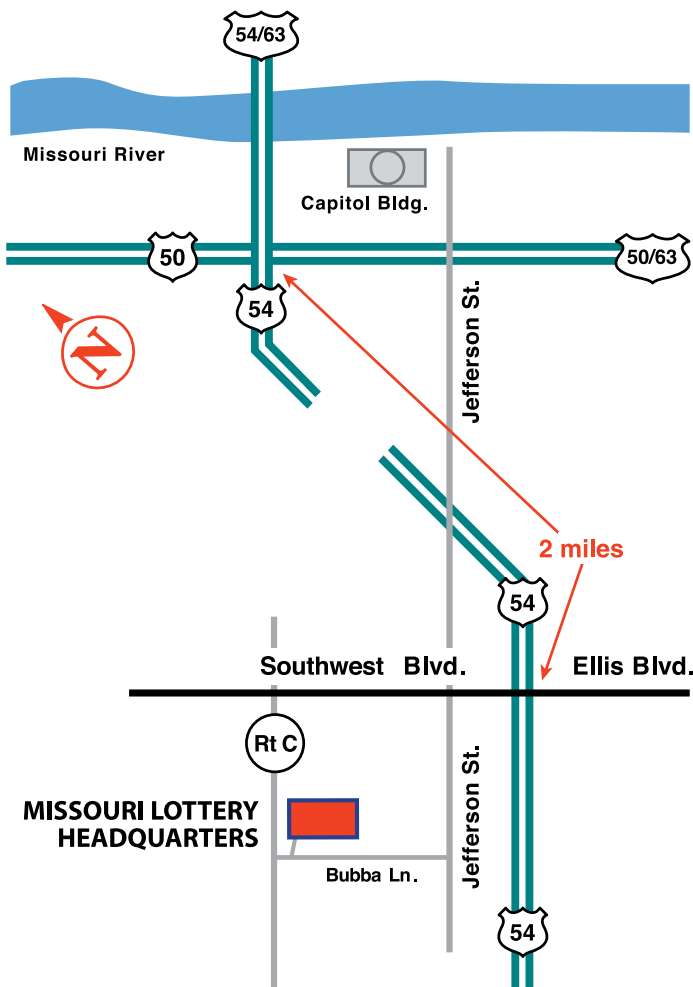 54/63
Missouri River
Capitol Bldg.
50
50/63
54
N
Jefferson St.
2 miles
54
Southwest Blvd.
Ellis Blvd.
Rt C
Jefferson St.
MISSOURI LOTTERY
HEADQUARTERS
Bubba Ln.
54